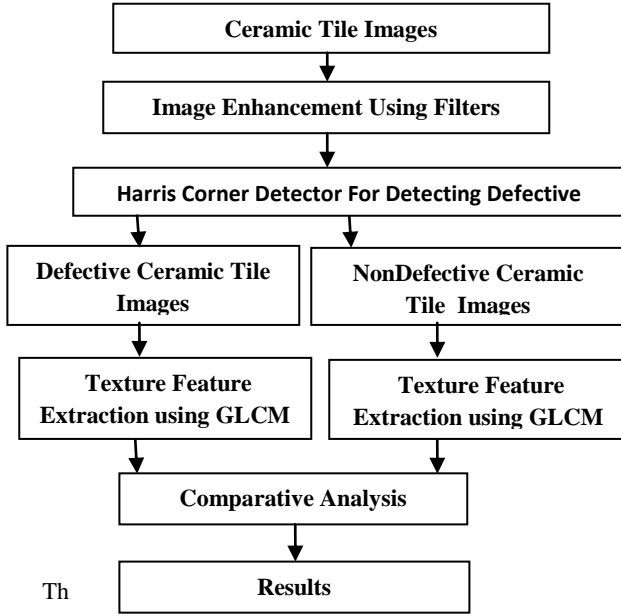 Ceramic Tile Images
Image Enhancement Using Filters
Harris Corner Detector For Detecting Defective
Defective Ceramic Tile
Images
NonDefective Ceramic
Tile Images
Texture Feature
Extraction using GLCM
Texture Feature
Extraction using GLCM
Comparative Analysis
Results
Th